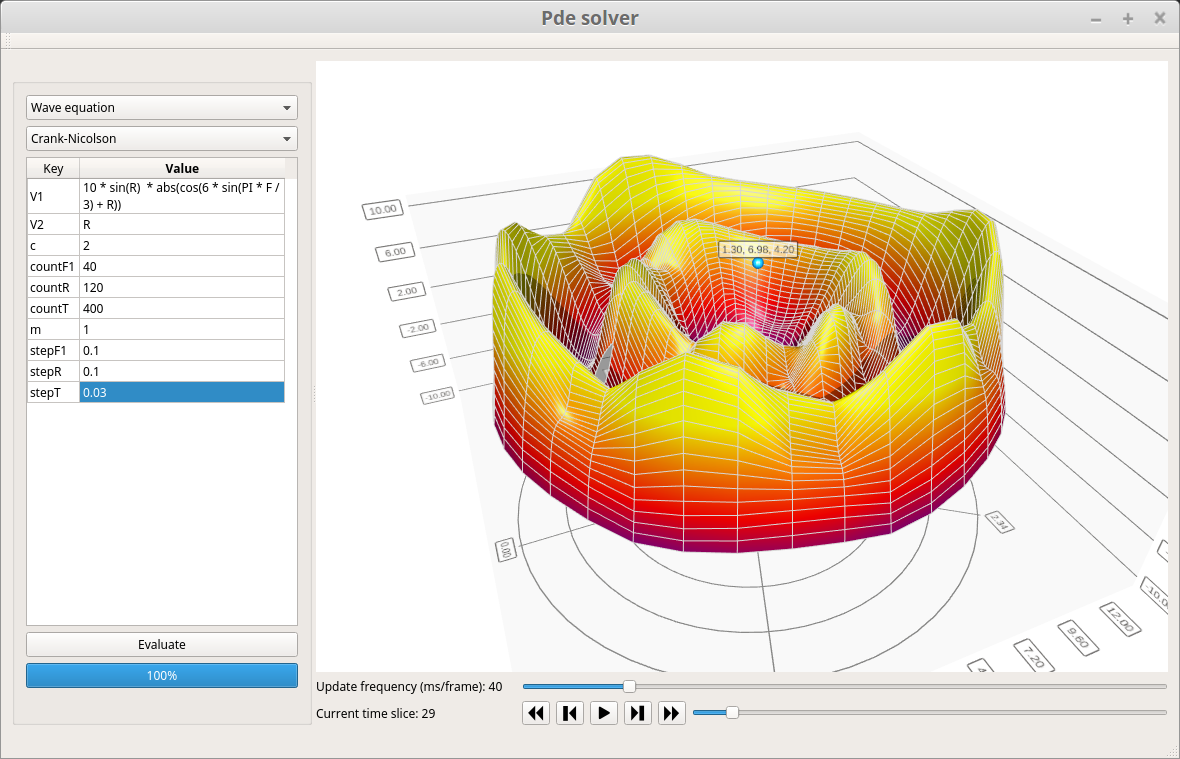 Pde solver
Wave equation
Crank-Nicolson
Key Value
V1 10 * sin(R)  * abs(cos(6 * sin(PI * F /
3) + R))
V2 R
c 2
countF1 40
countR 120
countT 400
m 1
stepF1 0.1
stepR 0.1
stepT 0.03
Evaluate
100%
10.00
6.00
2.00
-2.00
-6.00
-10.00
1.30, 6.98, 4.20
0.00
2.34
12.00
9.60
7.20
Update frequency (ms/frame): 40
Current time slice: 29